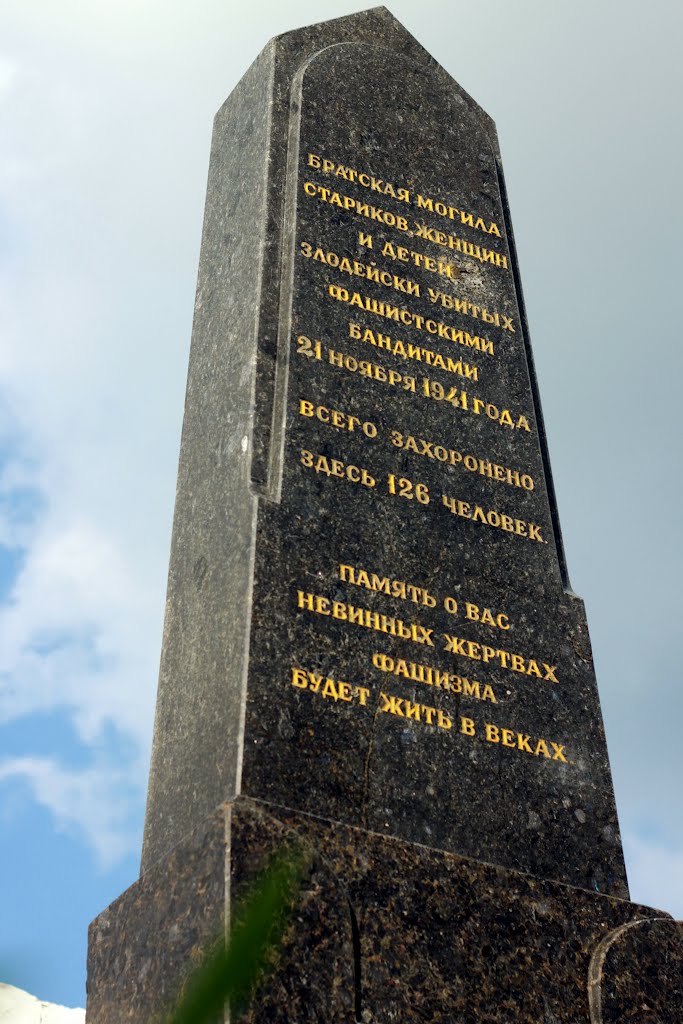 БРАТСКАЯ МОГИЛА
СТАРИКОВ, ЖЕНЩИН
И ДЕТЕЙ
ЗЛОДЕЙСКИ УБИТЫХ
ФАШИСТСКИМИ
БАНДИТАМИ
21 НОЯБРЯ 1941 ГОДА
ВСЕГО ЗАХОРОНЕНО
ЗДЕСЬ 126 ЧЕЛОВЕК
ПАМЯТЬ О ВАС
НЕВИННЫХ ЖЕРТВАХ
ФАШИЗМА
БУДЕТ ЖИТЬ В ВЕКАХ